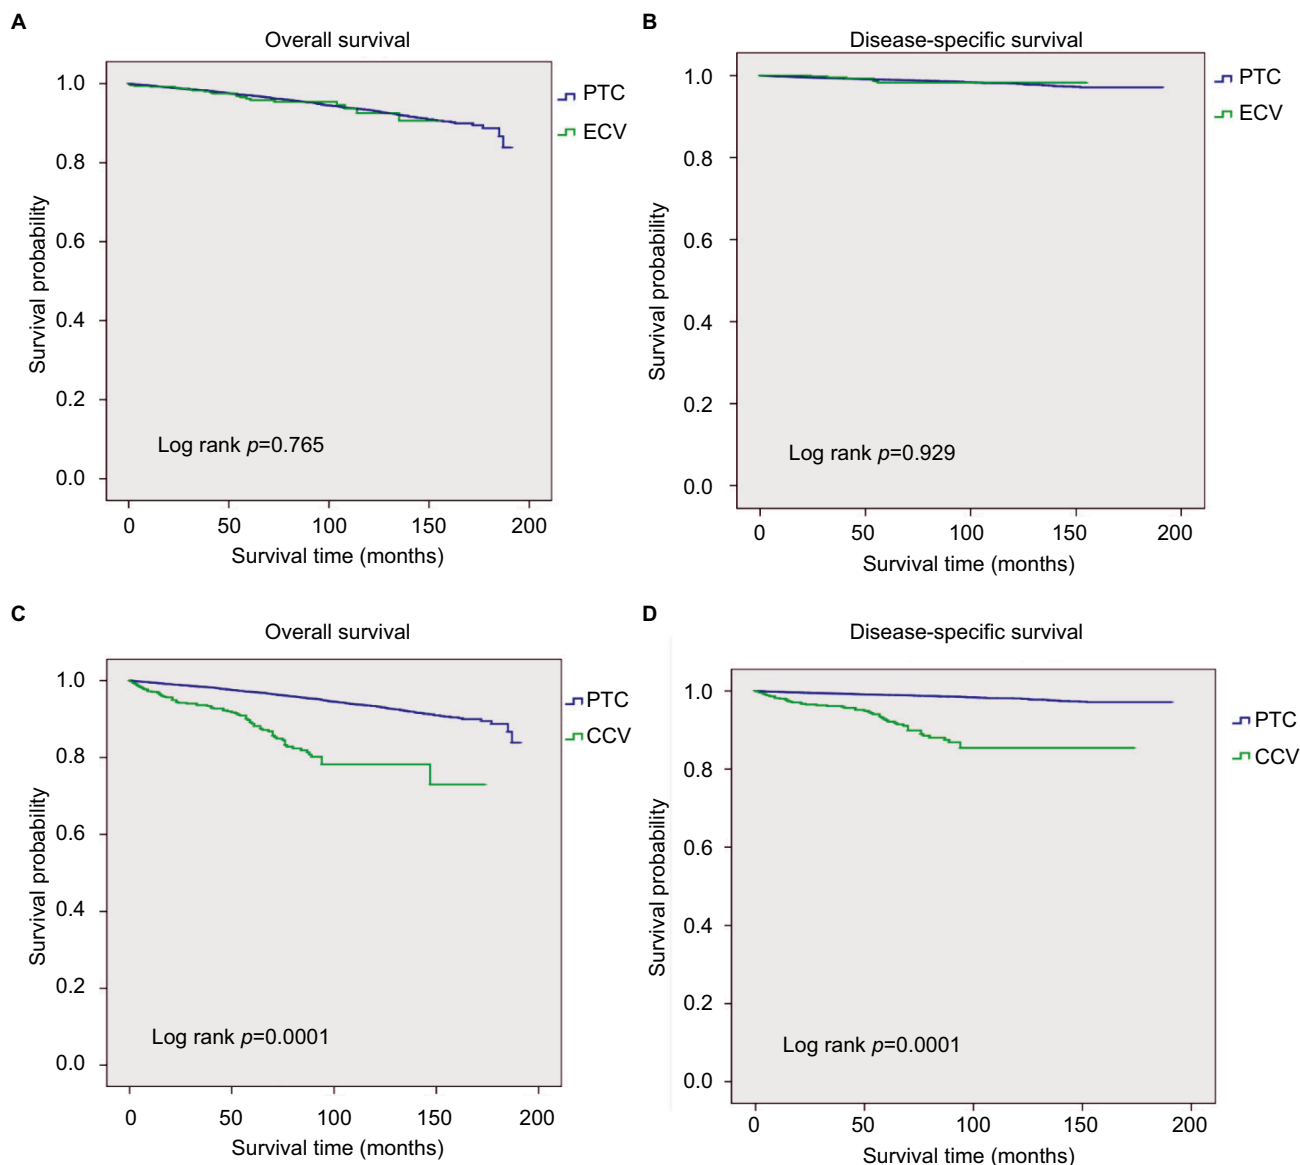 A
Overall survival
1.0
0.8
0.6
0.4
0.2
0.0
Survival probability
Log rank p=0.765
0 50 100 150 200
Survival time (months)
PTC
ECV
B
Disease-specific survival
1.0
0.8
0.6
0.4
0.2
0.0
Survival probability
Log rank p=0.929
0 50 100 150 200
Survival time (months)
PTC
ECV
C
Overall survival
1.0
0.8
0.6
0.4
0.2
0.0
Survival probability
Log rank p=0.0001
0 50 100 150 200
Survival time (months)
PTC
CCV
D
Disease-specific survival
1.0
0.8
0.6
0.4
0.2
0.0
Survival probability
Log rank p=0.0001
0 50 100 150 200
Survival time (months)
PTC
CCV